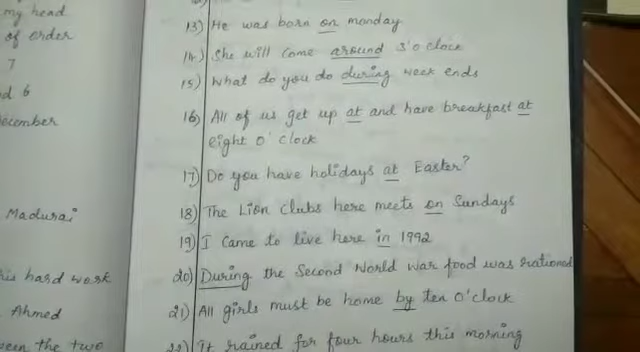 my head
of order
7
d 6
ecember
Madurai
his hard work
Ahmed
een the two
13) He was born on monday
14) She will come around 3'o clock
15) What do you do during week ends
16) All of us get up at and have breakfast at
eight o'clock
17) Do you have holidays at Easter?
18) The Lion Clubs here meets on Sundays
19) I came to live here in 1992
20) During the Second World War food was rationed
21) All girls must be home by ten o'clock
22) It rained for four hours this morning